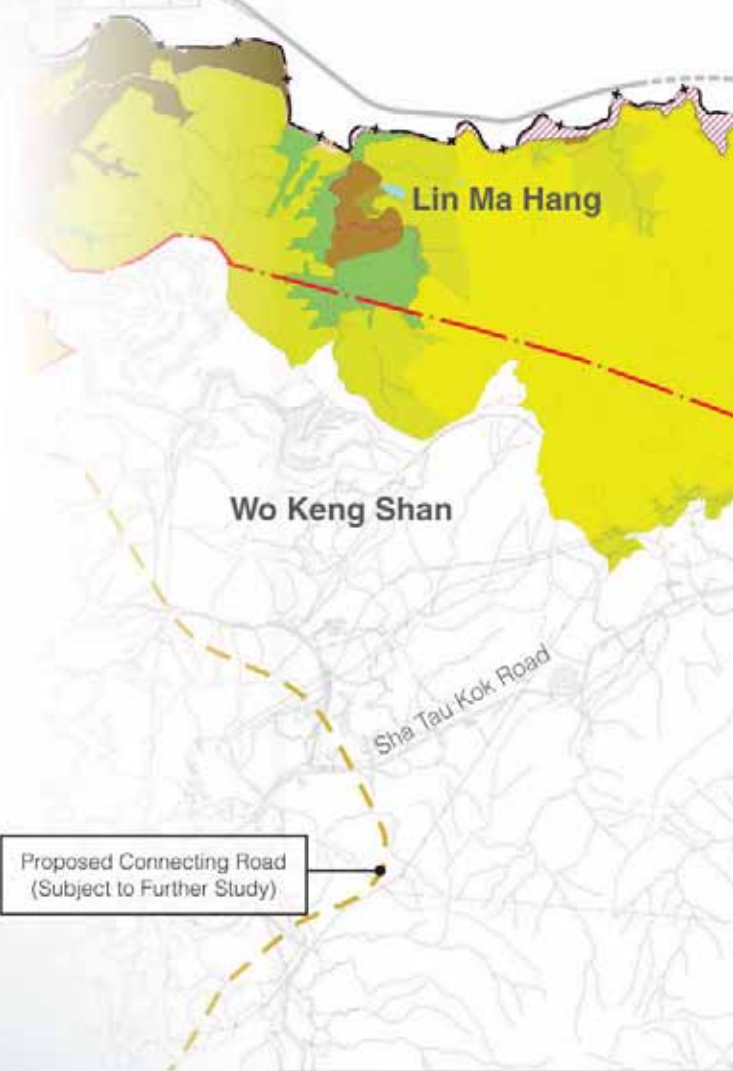 Lin Ma Hang
Wo Keng Shan
Sha Tau Kok Road
Proposed Connecting Road
(Subject to Further Study)